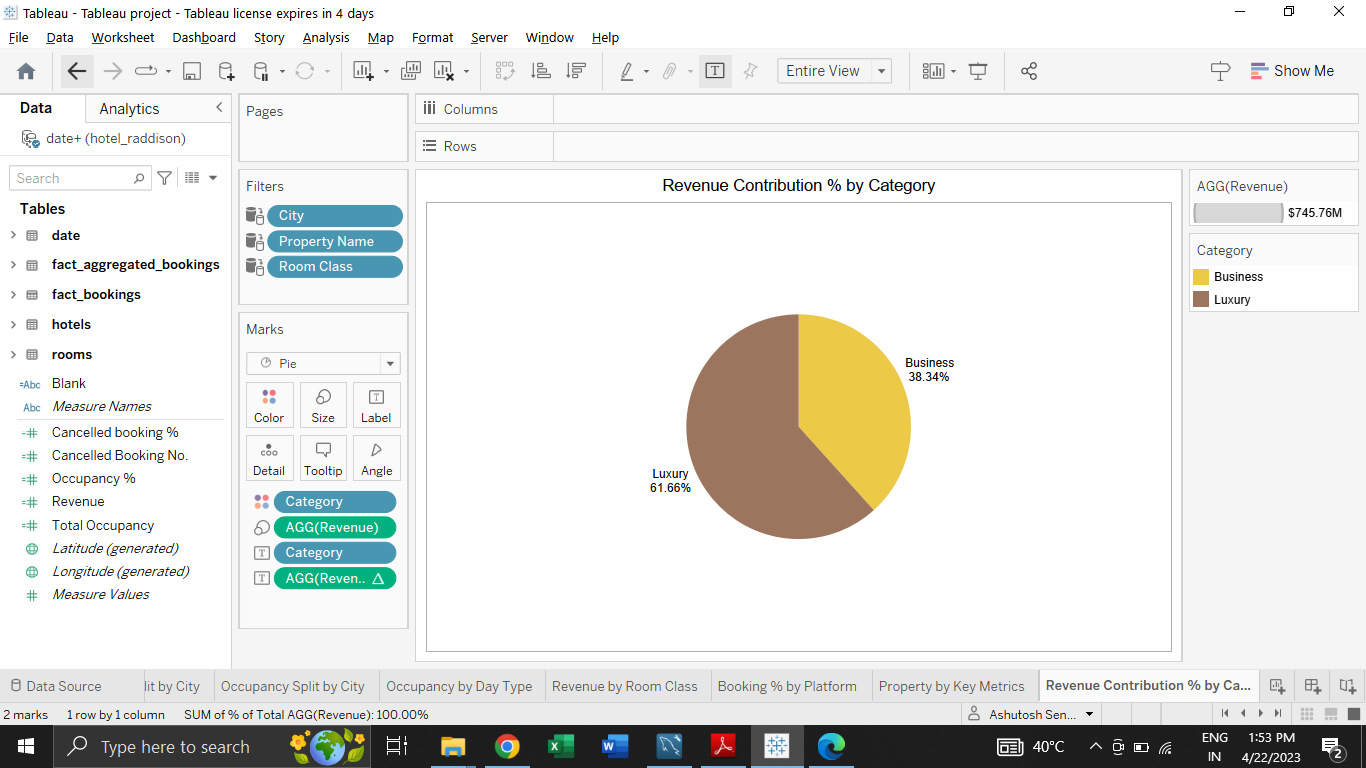 Tableau - Tableau project - Tableau license expires in 4 days
File Data Worksheet Dashboard Story Analysis Map Format Server Window Help
Entire View
Show Me
Data Analytics
date+ (hotel_raddison)
Search
Tables
date
fact_aggregated_bookings
fact_bookings
hotels
rooms
=Abc Blank
Abc Measure Names
=# Cancelled booking %
=# Cancelled Booking No.
=# Occupancy %
=# Revenue
=# Total Occupancy
Latitude (generated)
Longitude (generated)
# Measure Values
Pages
Filters
City
Property Name
Room Class
Marks
Pie
Color Size Label
Detail Tooltip Angle
Category
AGG(Revenue)
Category
AGG(Reven..
Columns
Rows
Revenue Contribution % by Category
Business
38.34%
Luxury
61.66%
AGG(Revenue)
$745.76M
Category
Business
Luxury
Data Source lit by City Occupancy Split by City Occupancy by Day Type Revenue by Room Class Booking % by Platform Property by Key Metrics Revenue Contribution % by Ca...
2 marks 1 row by 1 column SUM of % of Total AGG(Revenue): 100.00% Ashutosh Sen...
Type here to search
40°C
ENG
IN
1:53 PM
4/22/2023
2